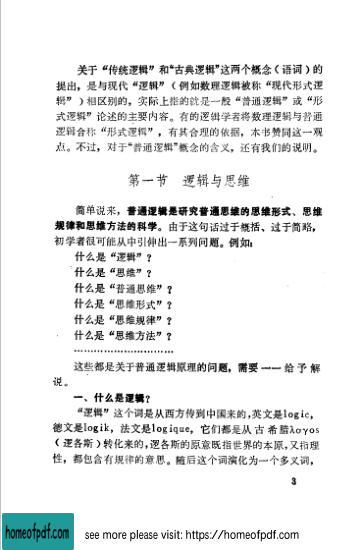 关于“传统逻辑”和“古典逻辑”这两个概念（语词）的
提出，是与现代“逻辑”（例如数理逻辑被称“现代形式逻
辑”）相区别的，实际上指的就是一般“普通逻辑”或“形
式逻辑”论述的主要内容。有的逻辑学者将数理逻辑与普通
逻辑合称“形式逻辑”，有其合理的依据，本书赞同这一观
点。不过，对于“普通逻辑”概念的含义，还有我们的说明。
第一节 逻辑与思维
简单说来，普通逻辑是研究普通思维的思维形式、思维
规律和思维方法的科学。由于这句话过于概括、过于简略，
初学者很可能从中引伸出一系列问题。例如：
什么是“逻辑”？
什么是“思维”？
什么是“普通思维”？
什么是“思维形式”？
什么是“思维规律”？
什么是“思维方法”？
…………………………
这些都是关于普通逻辑原理的问题，需要一一给予解
说。
一、什么是逻辑？
“逻辑”这个词是从西方传到中国来的，英文是logic，
德文是logik，法文是logique，它们都是从古希腊λογos
（逻各斯）转化来的，逻各斯的原意既指世界的本原，又指理
性，都包含有规律的意思。随后这个词演化为一个多义词，
3
homeofpdf.com
see more please visit: https://homeofpdf.com